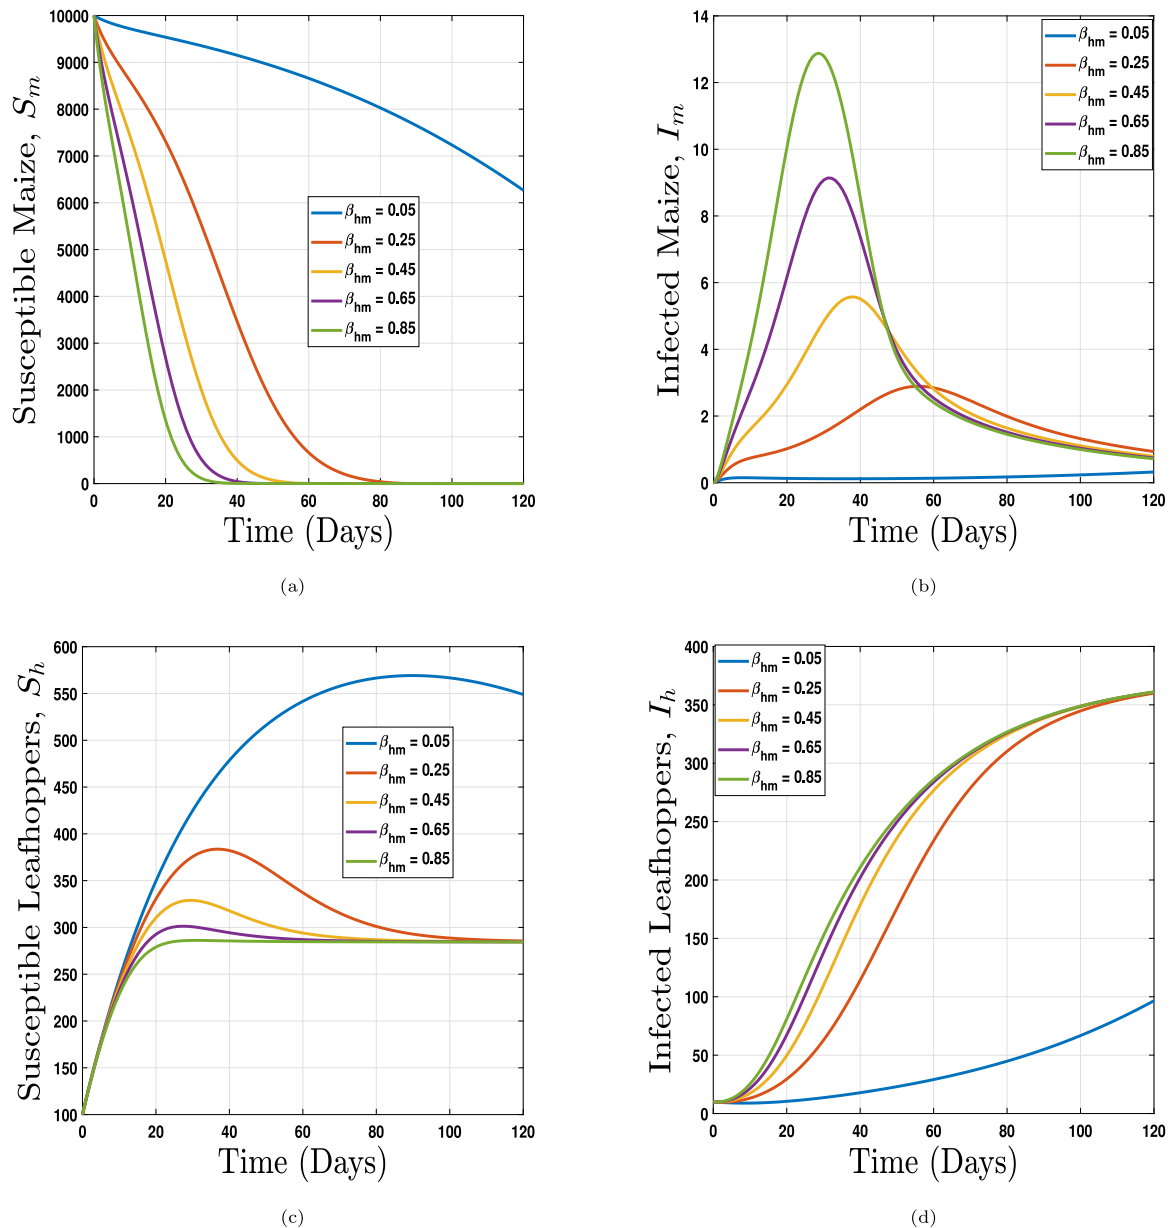 10000
9000
8000
7000
6000
5000
4000
3000
2000
1000
0
0 20 40 60 80 100 120
Susceptible Maize, S_m
Time (Days)
β_hm = 0.05
β_hm = 0.25
β_hm = 0.45
β_hm = 0.65
β_hm = 0.85
(a)
14
12
10
8
6
4
2
0
0 20 40 60 80 100 120
Infected Maize, I_m
Time (Days)
β_hm = 0.05
β_hm = 0.25
β_hm = 0.45
β_hm = 0.65
β_hm = 0.85
(b)
600
550
500
450
400
350
300
250
200
150
100
0 20 40 60 80 100 120
Susceptible Leafhoppers, S_h
Time (Days)
β_hm = 0.05
β_hm = 0.25
β_hm = 0.45
β_hm = 0.65
β_hm = 0.85
(c)
400
350
300
250
200
150
100
50
0
0 20 40 60 80 100 120
Infected Leafhoppers, I_h
Time (Days)
β_hm = 0.05
β_hm = 0.25
β_hm = 0.45
β_hm = 0.65
β_hm = 0.85
(d)